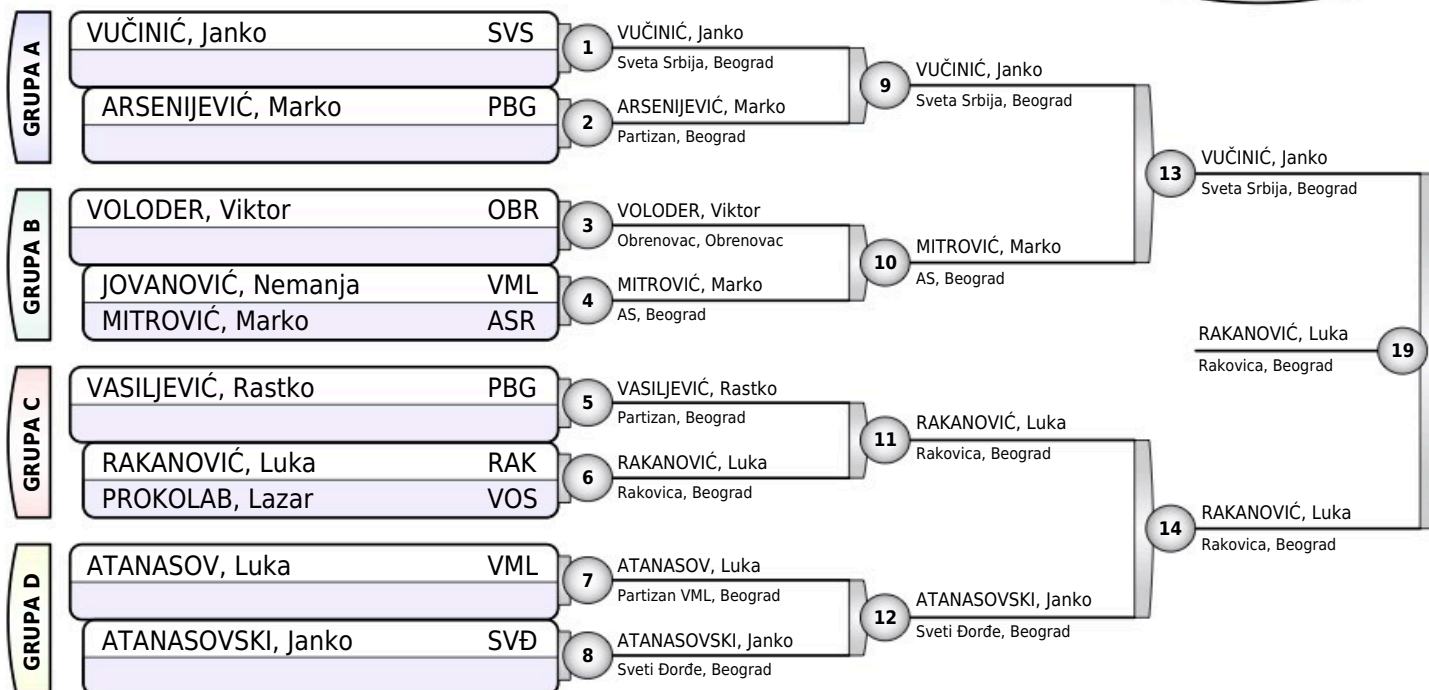 GRUPA A
VUČINIĆ, Janko SVS
ARSENIJEVIĆ, Marko PBG
GRUPA B
VOLODER, Viktor OBR
JOVANOVIĆ, Nemanja VML
MITROVIĆ, Marko ASR
GRUPA C
VASILJEVIĆ, Rastko PBG
RAKANOVIĆ, Luka RAK
PROKOLAB, Lazar VOS
GRUPA D
ATANASOV, Luka VML
ATANASOVSKI, Janko SVĐ
1
VUČINIĆ, Janko
Sveta Srbija, Beograd
2
ARSENIJEVIĆ, Marko
Partizan, Beograd
3
VOLODER, Viktor
Obrenovac, Obrenovac
4
MITROVIĆ, Marko
AS, Beograd
5
VASILJEVIĆ, Rastko
Partizan, Beograd
6
RAKANOVIĆ, Luka
Rakovica, Beograd
7
ATANASOV, Luka
Partizan VML, Beograd
8
ATANASOVSKI, Janko
Sveti Đorđe, Beograd
9
VUČINIĆ, Janko
Sveta Srbija, Beograd
10
MITROVIĆ, Marko
AS, Beograd
11
RAKANOVIĆ, Luka
Rakovica, Beograd
12
ATANASOVSKI, Janko
Sveti Đorđe, Beograd
13
VUČINIĆ, Janko
Sveta Srbija, Beograd
14
RAKANOVIĆ, Luka
Rakovica, Beograd
RAKANOVIĆ, Luka
Rakovica, Beograd
19